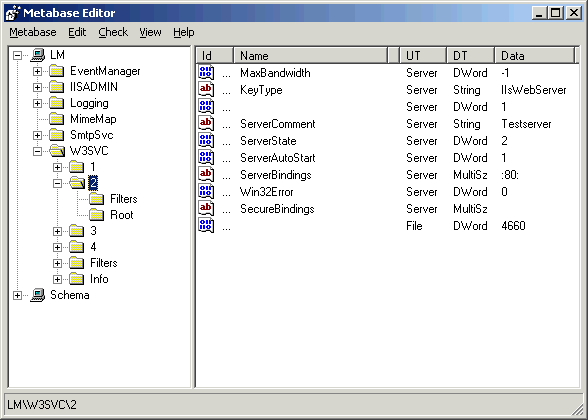 Metabase Editor
Metabase Edit Check View Help
LM
EventManager
IISADMIN
Logging
MimeMap
SmtpSvc
W3SVC
1
2
Filters
Root
3
4
Filters
Info
Schema
Id Name UT DT Data
... MaxBandwidth Server DWord -1
... KeyType Server String IIsWebServer
... Server DWord 1
... ServerComment Server String Testserver
... ServerState Server DWord 2
... ServerAutoStart Server DWord 1
... ServerBindings Server MultiSz :80:
... Win32Error Server DWord 0
... SecureBindings Server MultiSz
... File DWord 4660
LM\W3SVC\2